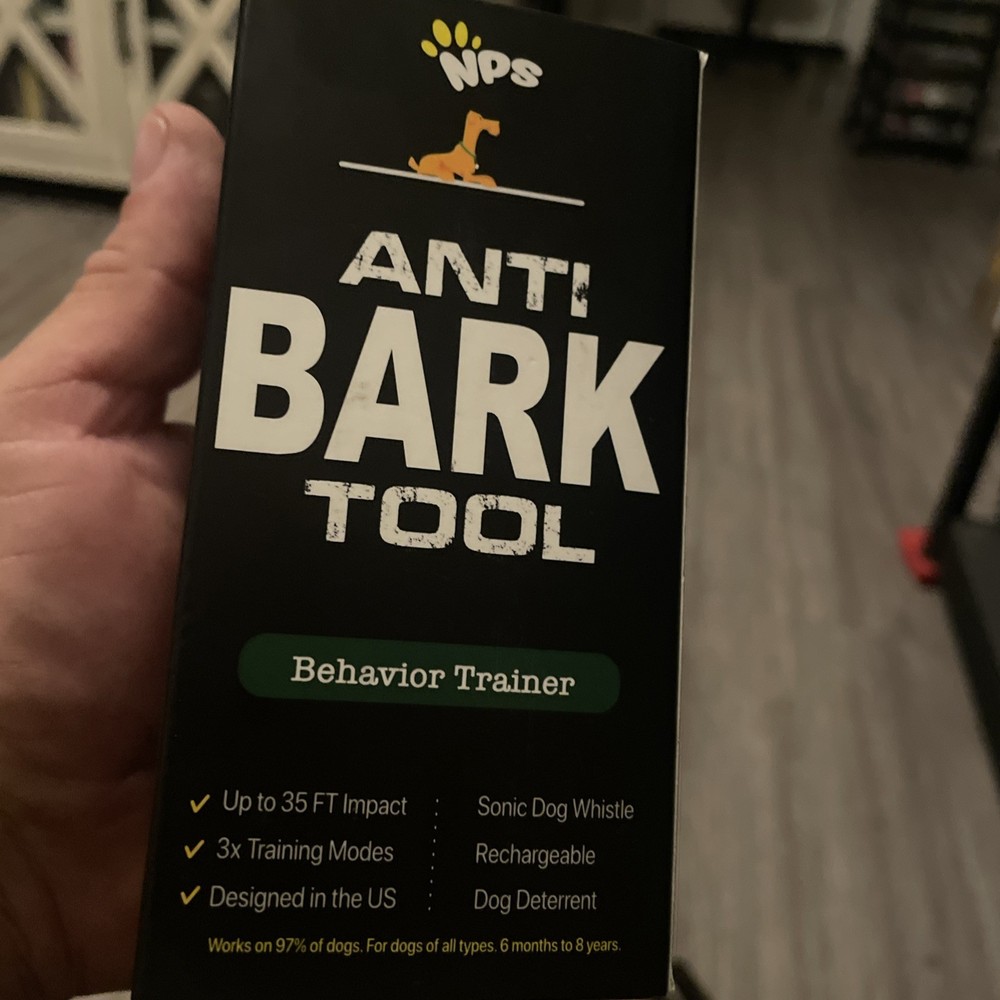 NPS
ANTI
BARK
TOOL
Behavior Trainer
Up to 35 FT Impact
Sonic Dog Whistle
3x Training Modes
Rechargeable
Designed in the US
Dog Deterrent
Works on 97% of dogs. For dogs of all types. 6 months to 8 years.